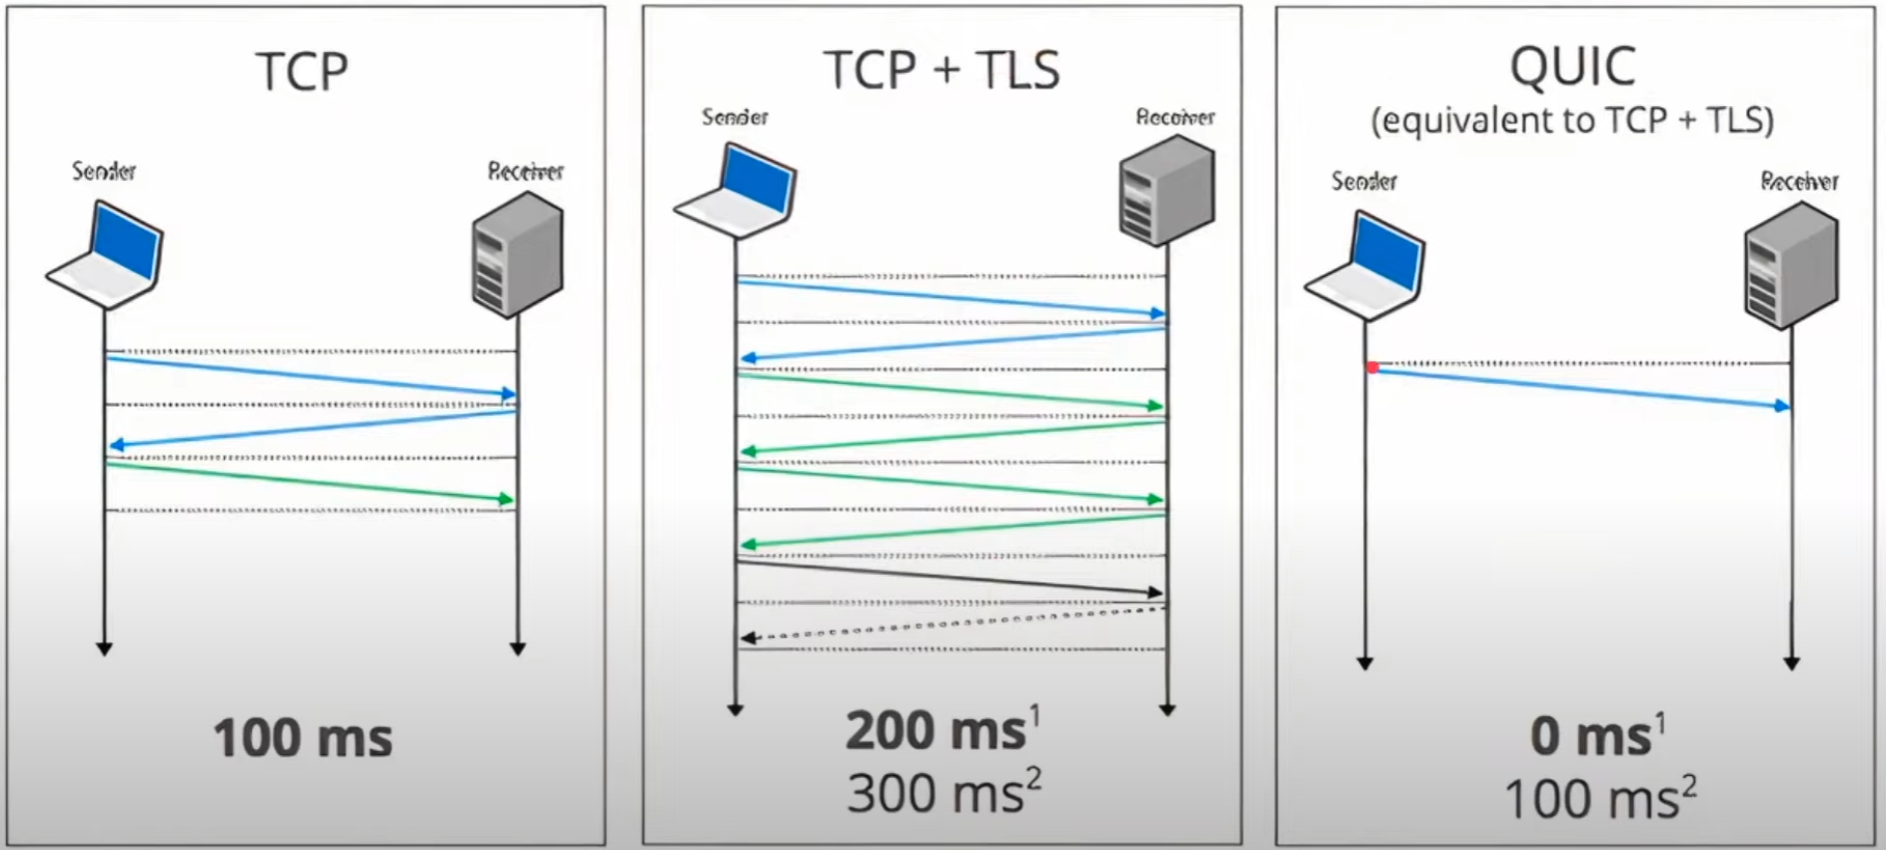 TCP
Sender
Receiver
100 ms
TCP + TLS
Sender
Receiver
200 ms¹
300 ms²
QUIC
(equivalent to TCP + TLS)
Sender
Receiver
0 ms¹
100 ms²